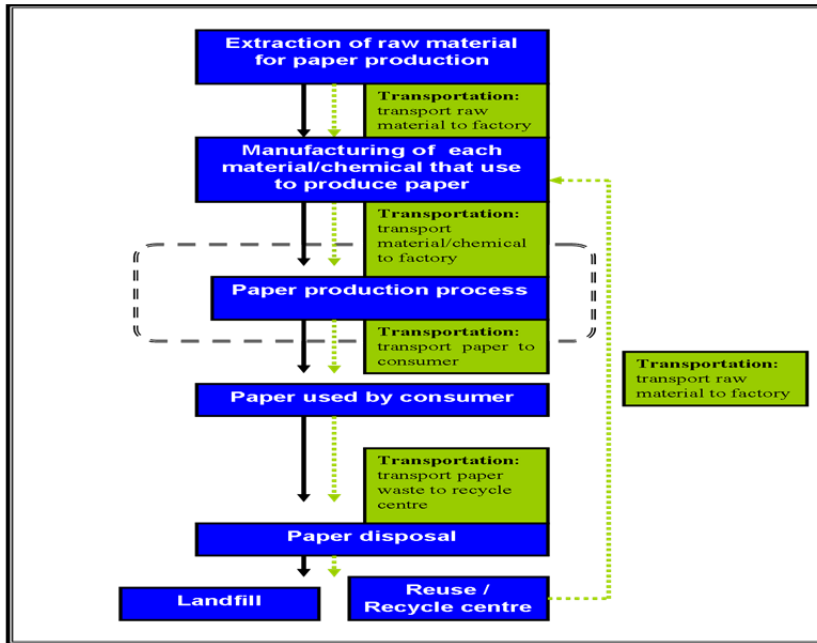 Extraction of raw material
for paper production
Transportation:
transport raw
material to factory
Manufacturing of each
material/chemical that use
to produce paper
Transportation:
transport
material/chemical
to factory
Paper production process
Transportation:
transport paper to
consumer
Transportation:
transport raw
material to factory
Paper used by consumer
Transportation:
transport paper
waste to recycle
centre
Paper disposal
Landfill
Reuse /
Recycle centre